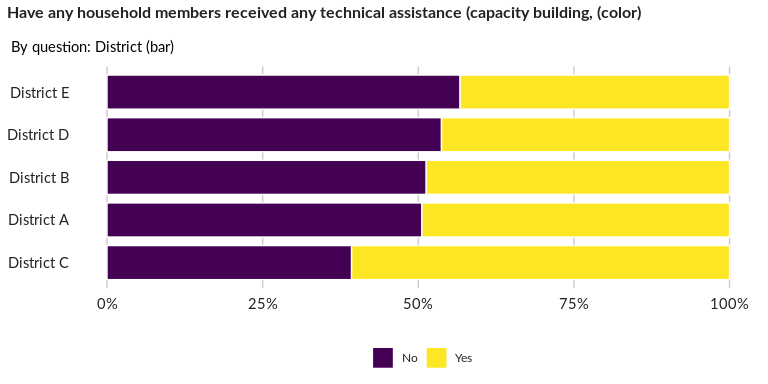 Have any household members received any technical assistance (capacity building, (color)
By question: District (bar)
District E
District D
District B
District A
District C
0% 25% 50% 75% 100%
No Yes